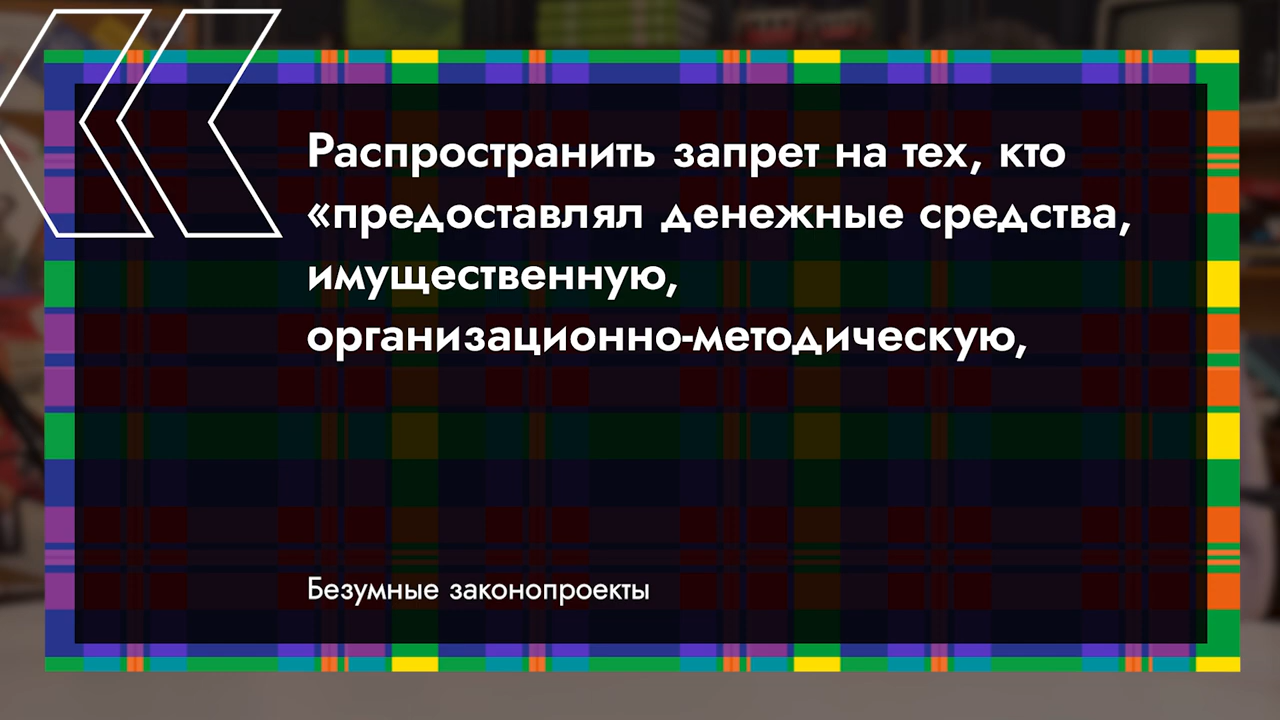 Распространить запрет на тех, кто
«предоставлял денежные средства,
имущественную,
организационно-методическую,
Безумные законопроекты